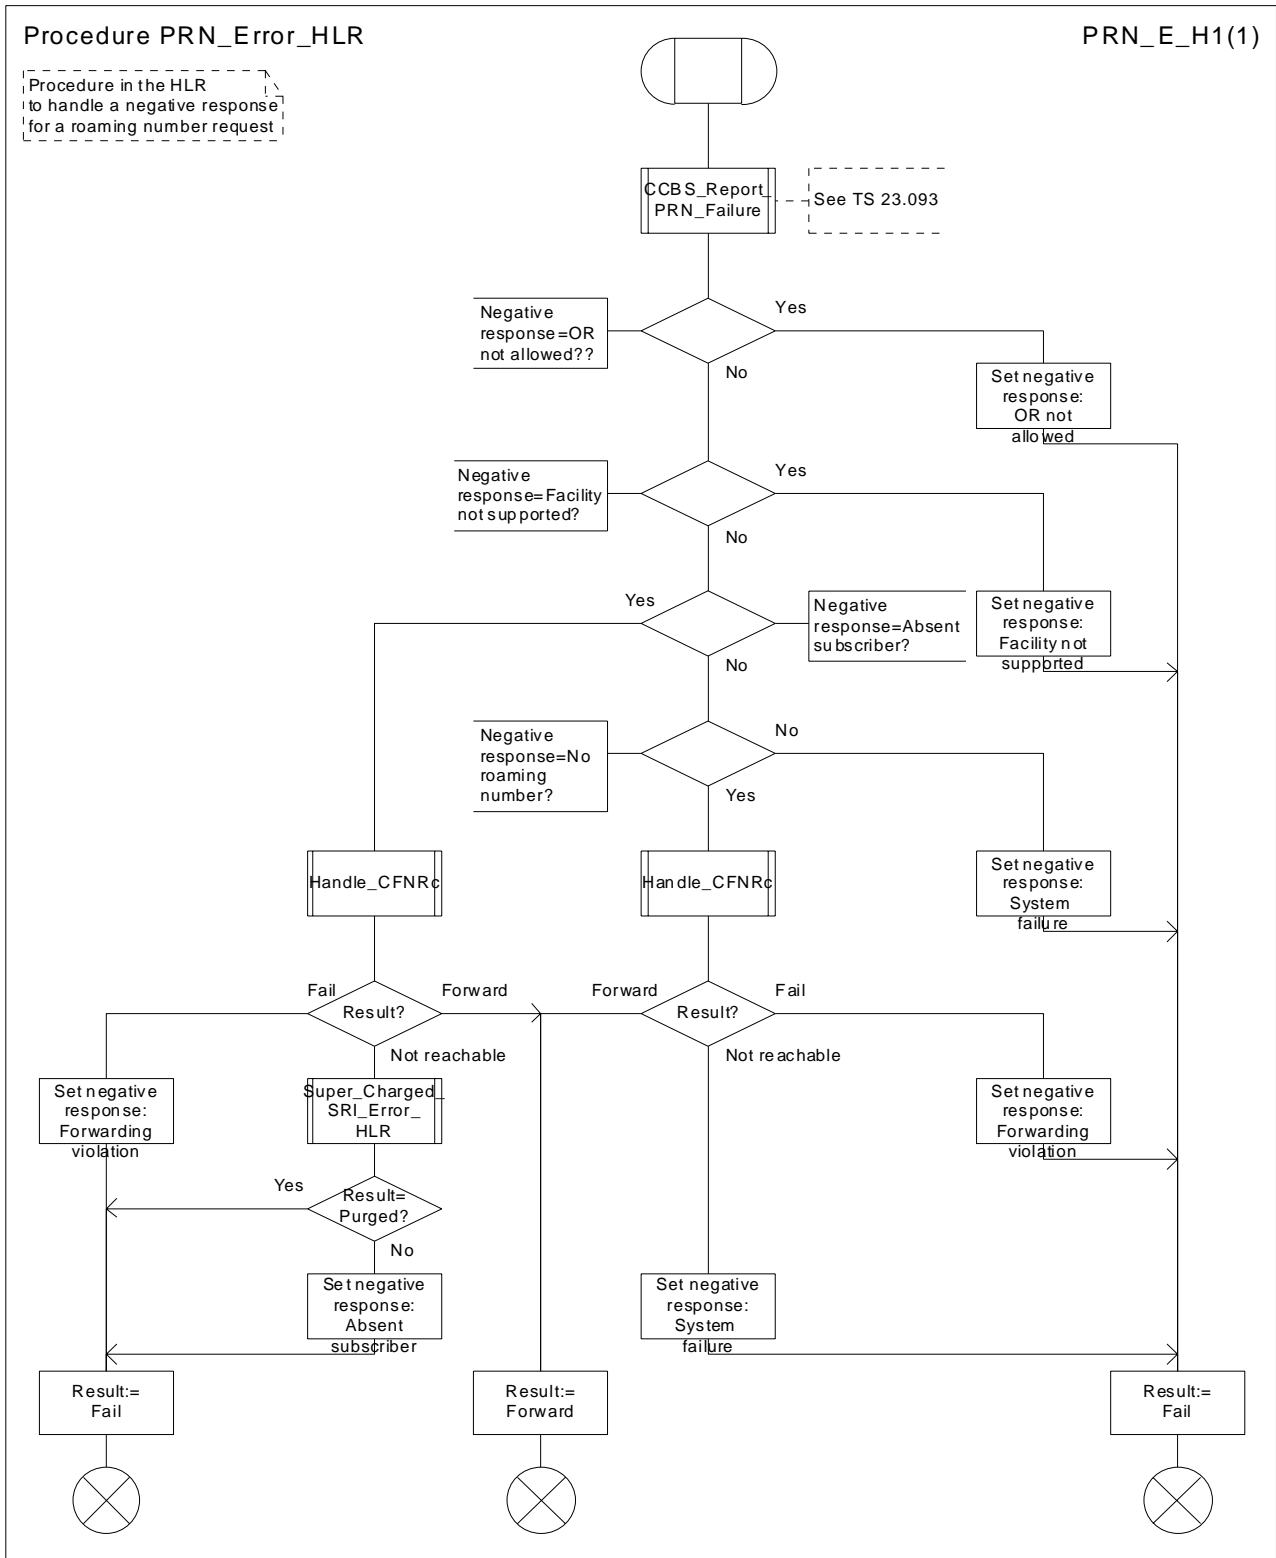 Procedure PRN_Error_HLR
PRN_E_H1(1)
Procedure in the HLR
to handle a negative response
for a roaming number request
CCBS_Report_
PRN_Failure
See TS 23.093
Negative
response=OR
not allowed??
Yes
No
Set negative
response:
OR not
allowed
Negative
response=Facility
not supported?
Yes
No
Yes
Negative
response=Absent
subscriber?
Set negative
response:
Facility not
supported
No
Negative
response=No
roaming
number?
No
Yes
Handle_CFNRc
Handle_CFNRc
Set negative
response:
System
failure
Fail
Result?
Forward
Forward
Result?
Fail
Not reachable
Not reachable
Set negative
response:
Forwarding
violation
Super_Charged_
SRI_Error_
HLR
Set negative
response:
Forwarding
violation
Yes
Result=
Purged?
No
Set negative
response:
Absent
subscriber
Set negative
response:
System
failure
Result:=
Fail
Result:=
Forward
Result:=
Fail